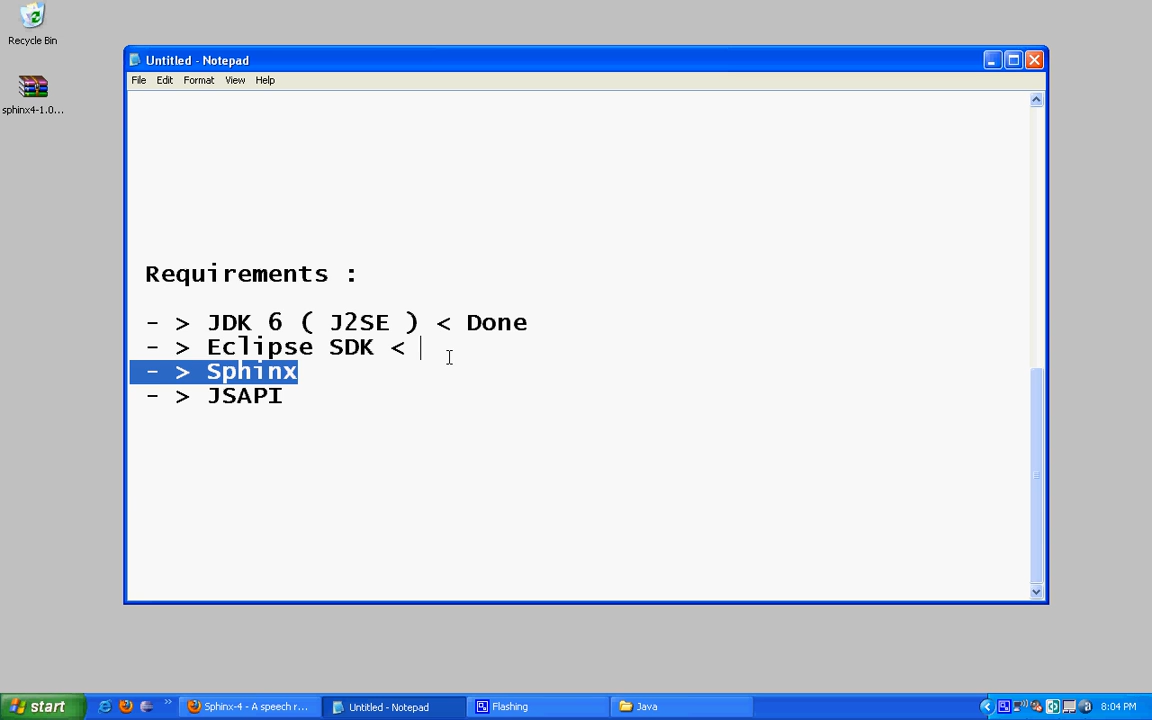 Recycle Bin
sphinx4-1.0...
Untitled - Notepad
File Edit Format View Help
Requirements :
- > JDK 6 ( J2SE ) < Done
- > Eclipse SDK <
- > Sphinx
- > JSAPI
start
Sphinx-4 - A speech r...
Untitled - Notepad
Flashing
Java
8:04 PM